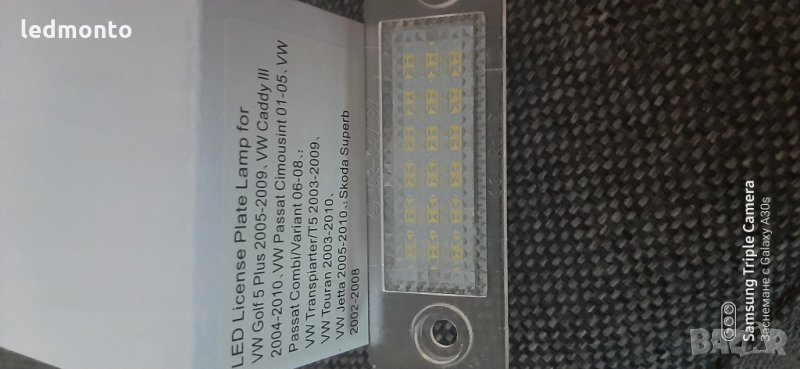 ledmonto
LED License Plate Lamp for
VW Golf 5 Plus 2005-2009、VW Caddy III
2004-2010、VW Passat Cimousint 01-05、VW
Passat Combi/Variant 06-08、:
VW Transpiarter/T5 2003-2009、
VW Touran 2003-2010、
VW Jetta 2005-2010、: Skoda Superb
2002-2008
Samsung Triple Camera
Заснемане с Galaxy A30s
BAZAR